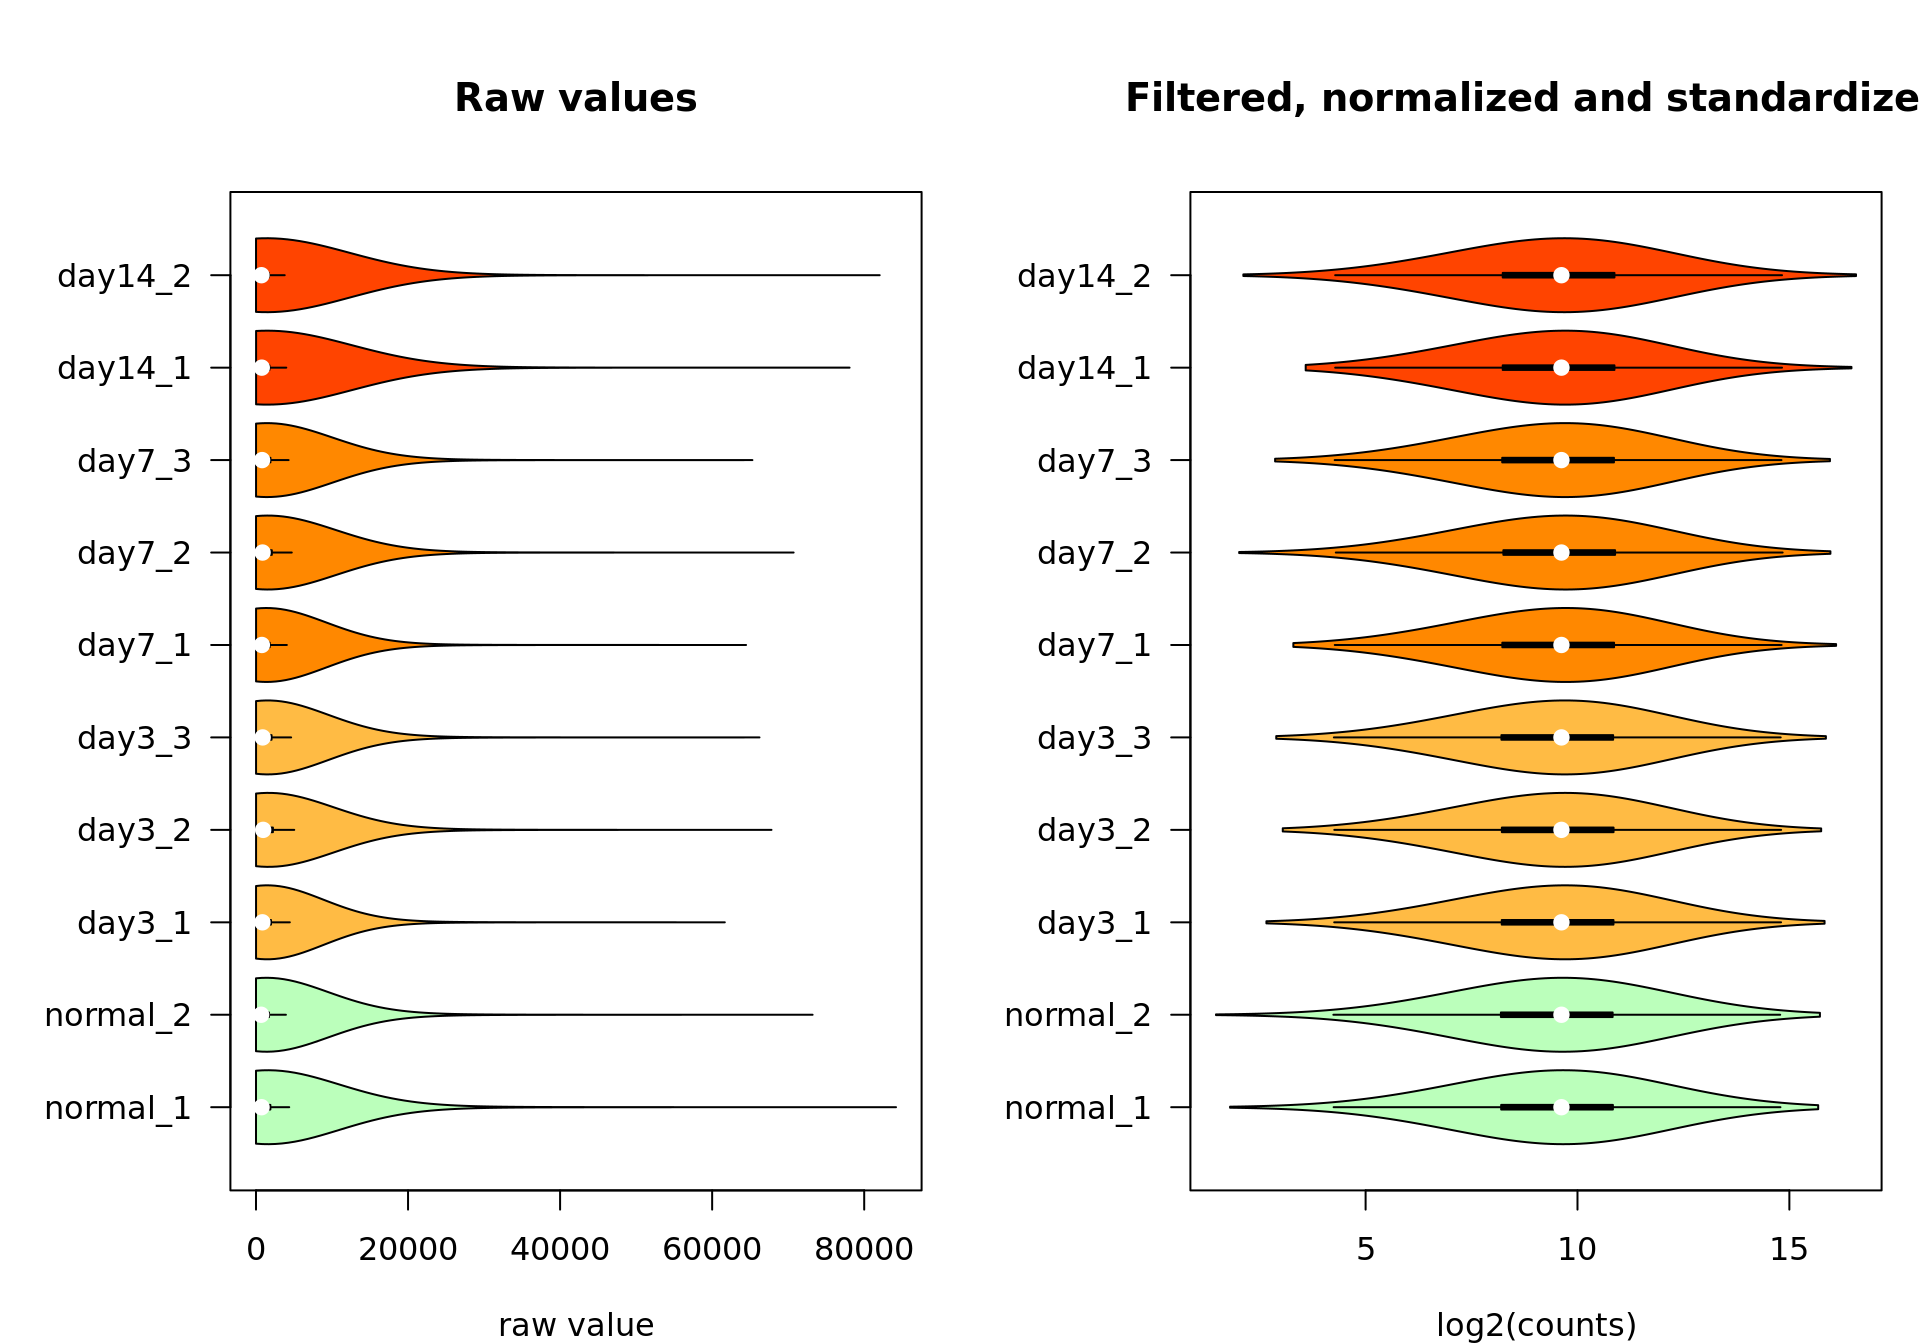 Raw values
day14_2
day14_1
day7_3
day7_2
day7_1
day3_3
day3_2
day3_1
normal_2
normal_1
0 20000 40000 60000 80000
raw value
Filtered, normalized and standardize
day14_2
day14_1
day7_3
day7_2
day7_1
day3_3
day3_2
day3_1
normal_2
normal_1
5 10 15
log2(counts)